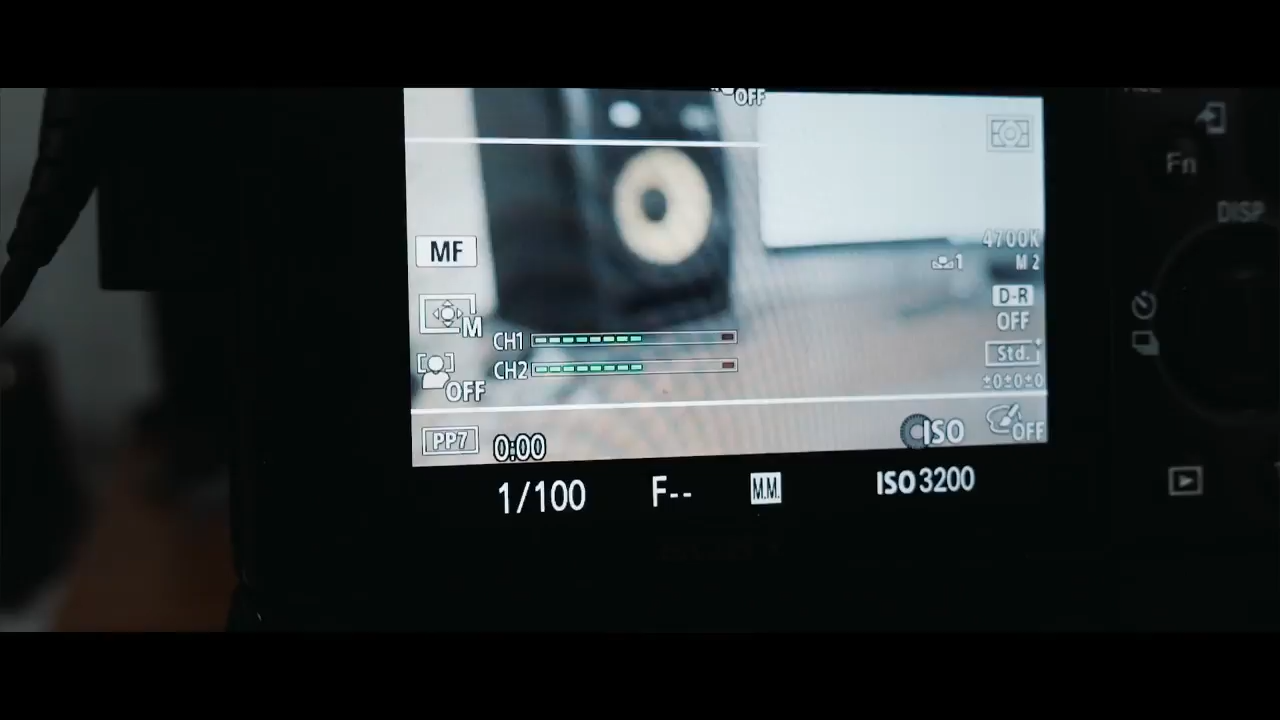 OFF
Fn
DISP
4700K
1
M 2
MF
D-R
OFF
M
CH1
CH2
Std.
OFF
±0±0±0
PP7
0:00
ISO
OFF
1/100
F--
M.M.
ISO 3200